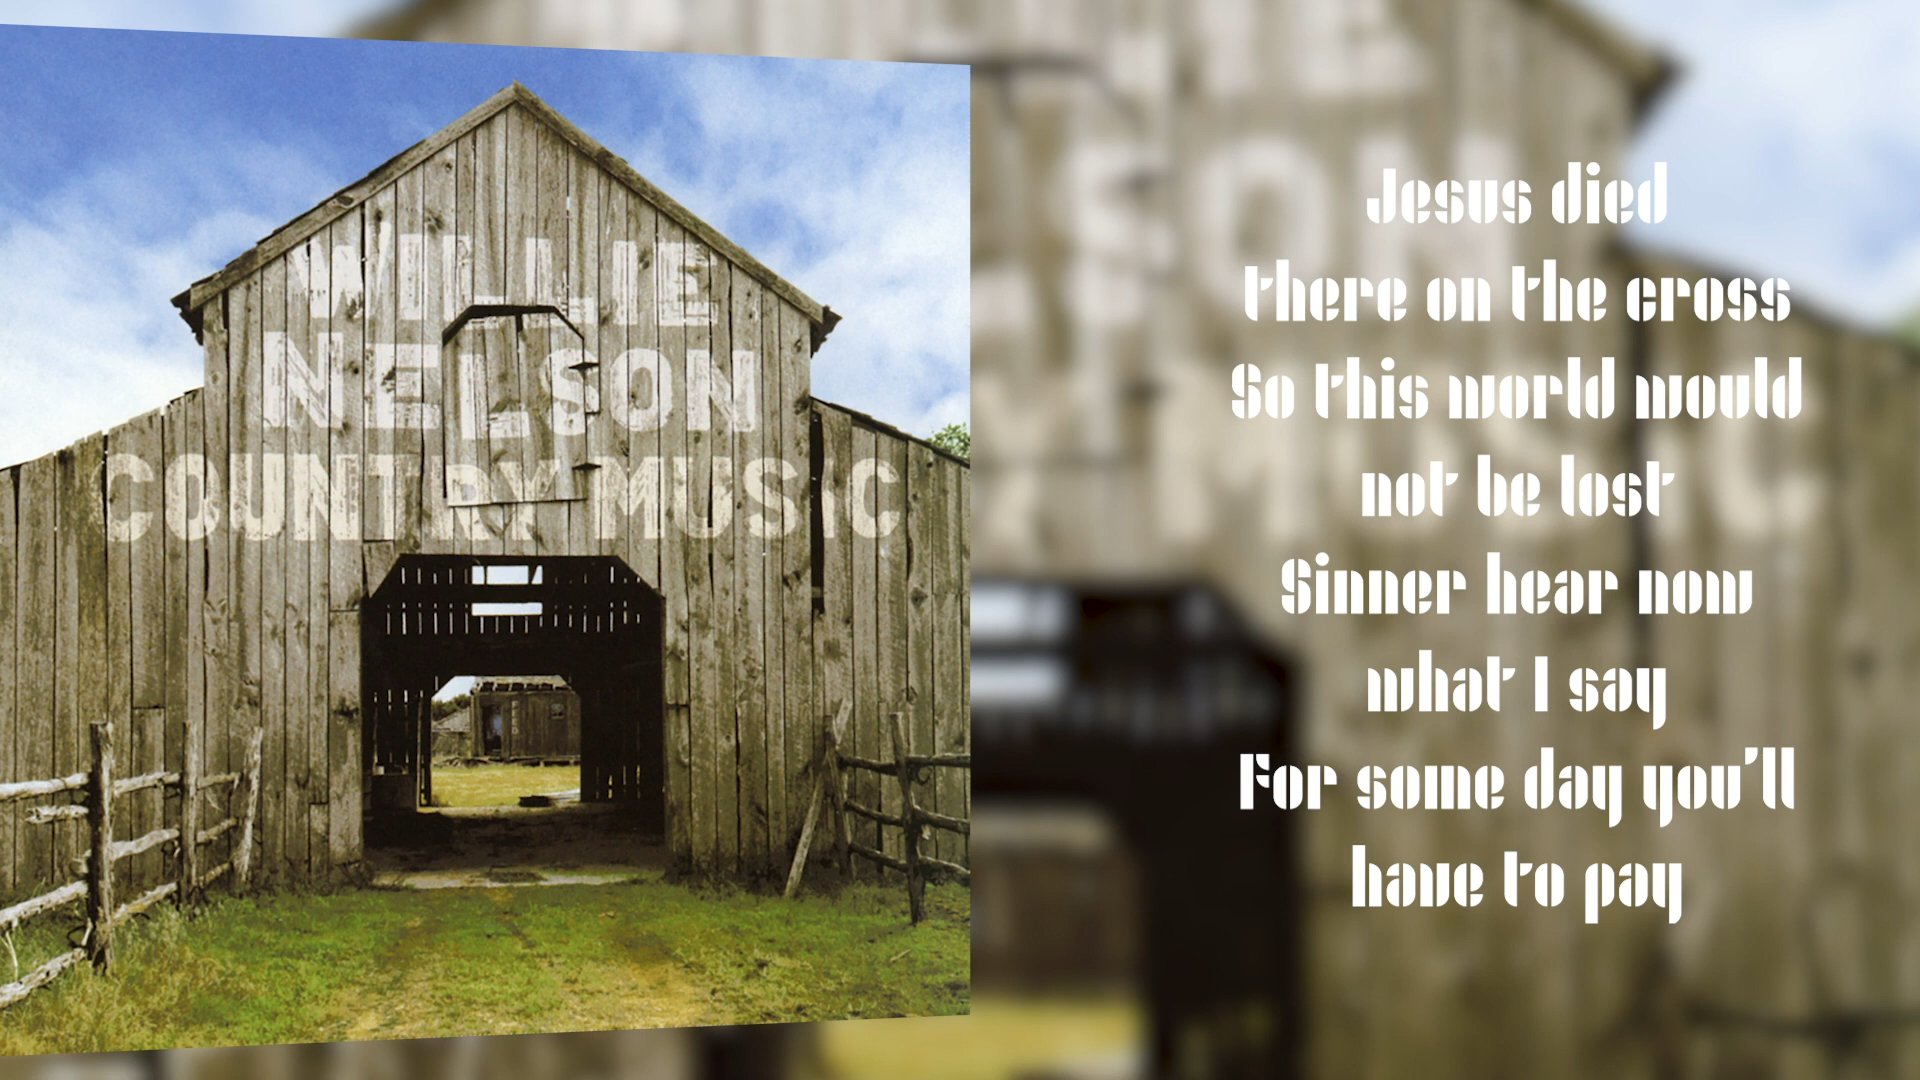 WILLIE
NELSON
COUNTRY MUSIC
Jesus died
there on the cross
So this world would
not be lost
Sinner hear now
what I say
For some day you'll
have to pay